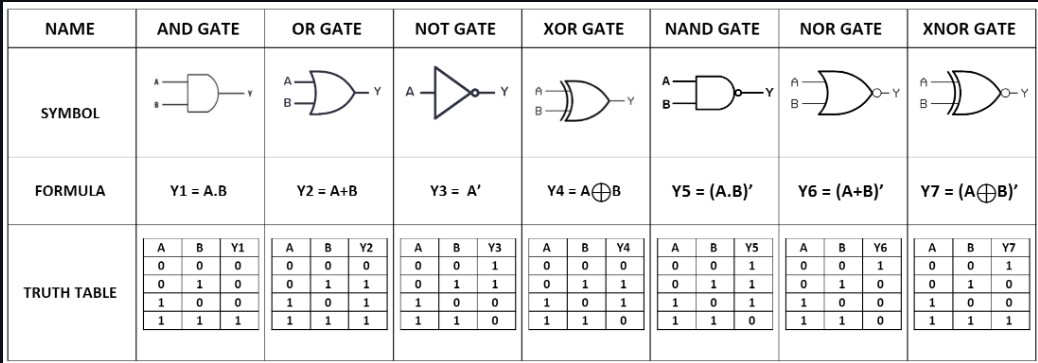 NAME AND GATE OR GATE NOT GATE XOR GATE NAND GATE NOR GATE XNOR GATE
SYMBOL
A B Y A B Y A Y A B Y A B Y A B Y A B Y
FORMULA Y1 = A.B Y2 = A+B Y3 = A’ Y4 = A⊕B Y5 = (A.B)’ Y6 = (A+B)’ Y7 = (A⊕B)’
TRUTH TABLE
A B Y1 A B Y2 A B Y3 A B Y4 A B Y5 A B Y6 A B Y7
0 0 0 0 0 0 0 0 1 0 0 0 0 0 1 0 0 1 0 0 1
0 1 0 0 1 1 0 1 1 0 1 1 0 1 1 0 1 0 0 1 0
1 0 0 1 0 1 1 0 0 1 0 1 1 0 1 1 0 0 1 0 0
1 1 1 1 1 1 1 1 0 1 1 0 1 1 0 1 1 0 1 1 1